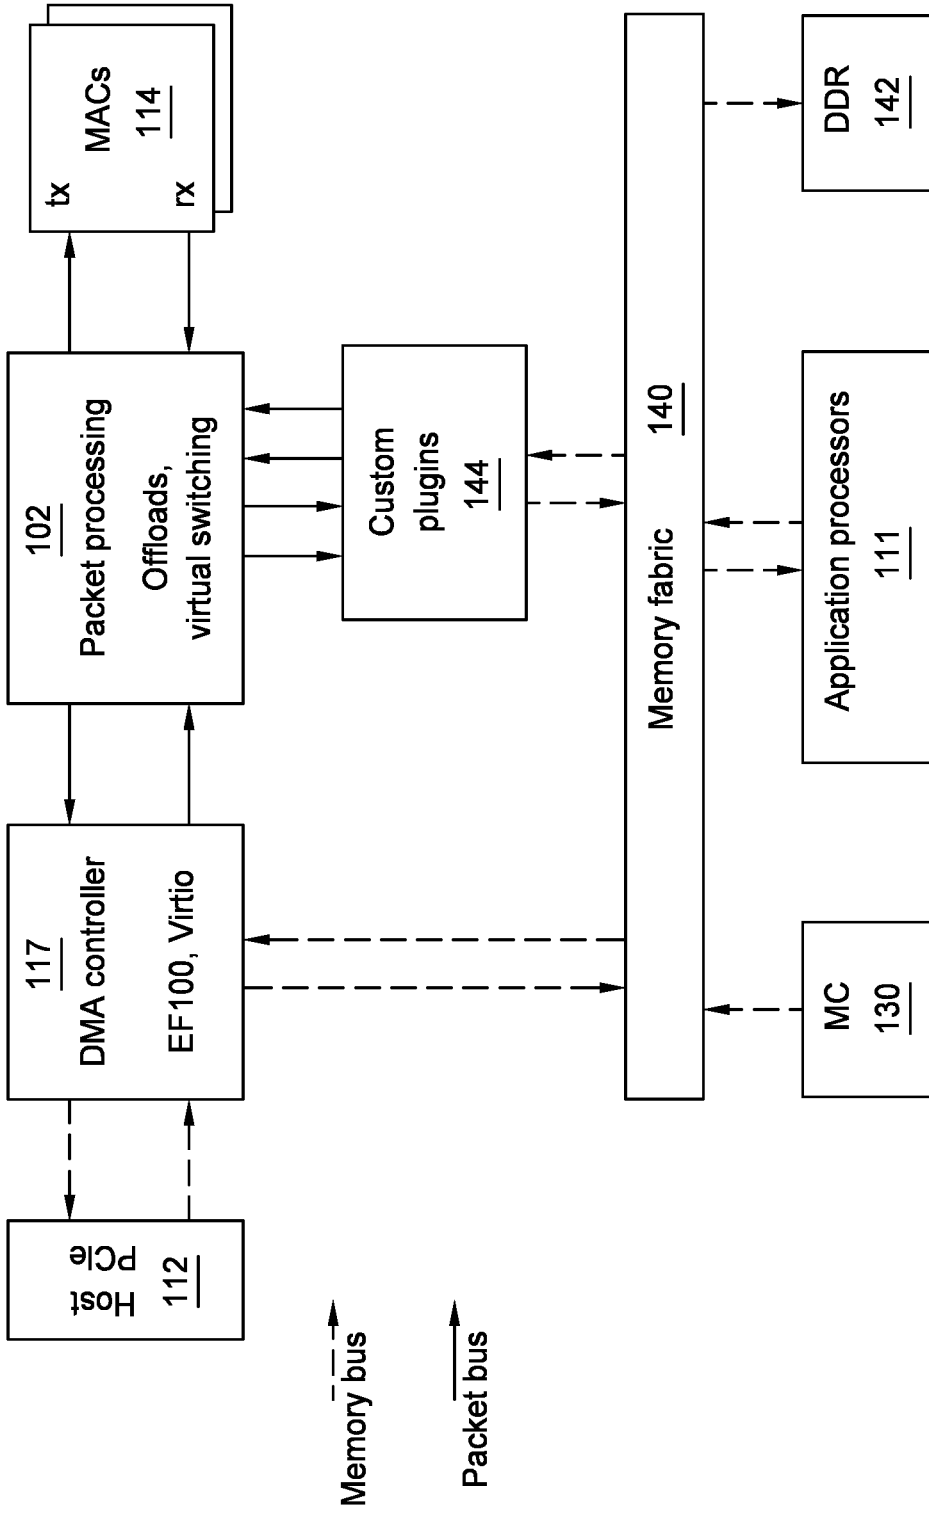 Host
PCIe
112
117
DMA controller
EF100, Virtio
102
Packet processing
Offloads,
virtual switching
tx
MACs
114
rx
Custom
plugins
144
Memory bus
Packet bus
Memory fabric
140
MC
130
Application processors
111
DDR
142